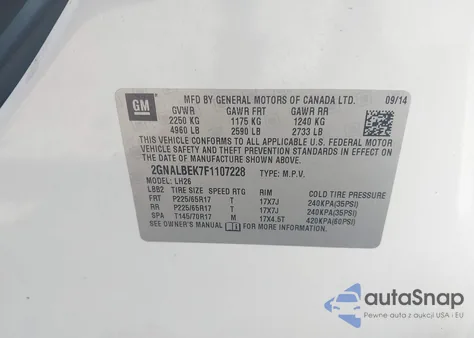 GM
MFD BY GENERAL MOTORS OF CANADA LTD. 09/14
GVWR GAWR FRT GAWR RR
2250 KG 1175 KG 1240 KG
4960 LB 2590 LB 2733 LB
THIS VEHICLE CONFORMS TO ALL APPLICABLE U.S. FEDERAL
MOTOR VEHICLE SAFETY, BUMPER, AND THEFT PREVENTION
STANDARDS IN EFFECT ON THE DATE OF MANUFACTURE SHOWN ABOVE.
2GNALBEK7F1107228 TYPE: M.P.V.
MODEL: LH26
LBB2 TIRE SIZE SPEED RTG RIM COLD TIRE PRESSURE
FRT P225/65R17 T 17X7J 240KPA(35PSI)
RR P225/65R17 T 17X7J 240KPA(35PSI)
SPA T145/70R17 M 17X4.5T 420KPA(60PSI)
SEE OWNER'S MANUAL FOR MORE INFORMATION.
autoSnap
Pewne auta z aukcji USA i EU